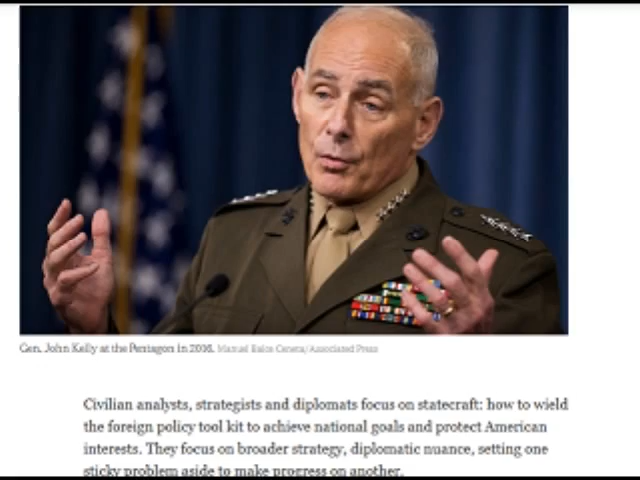 Gen. John Kelly at the Pentagon in 2016. Manuel Balce Ceneta/Associated Press
Civilian analysts, strategists and diplomats focus on statecraft: how to wield
the foreign policy tool kit to achieve national goals and protect American
interests. They focus on broader strategy, diplomatic nuance, setting one
sticky problem aside to make progress on another.